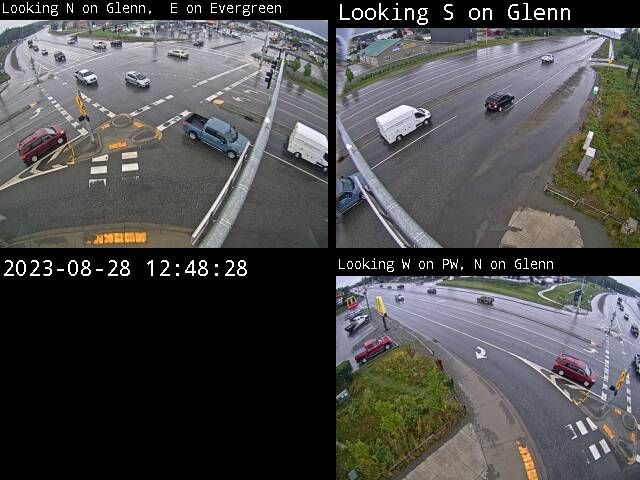 Looking N on Glenn,  E on Evergreen
Looking S on Glenn
2023-08-28 12:48:28
Looking W on PW, N on Glenn